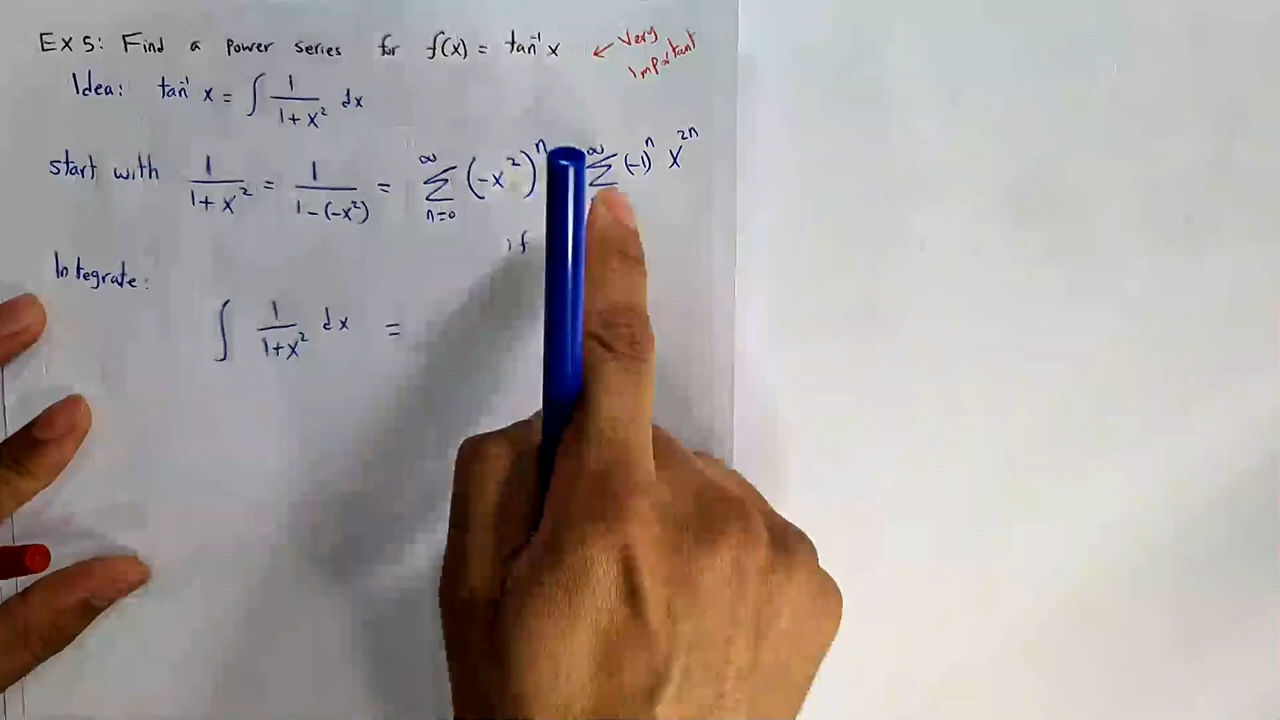 EX 5: Find a power series for f(x) = tan⁻¹ x ← Very important
Idea: tan⁻¹ x = ∫ 1/(1+x²) dx
start with 1/(1+x²) = 1/(1-(-x²)) = ∞ Σ n=0 (-x²)ⁿ ∞ Σ (-1)ⁿ x²ⁿ
if
Integrate:
∫ 1/(1+x²) dx =